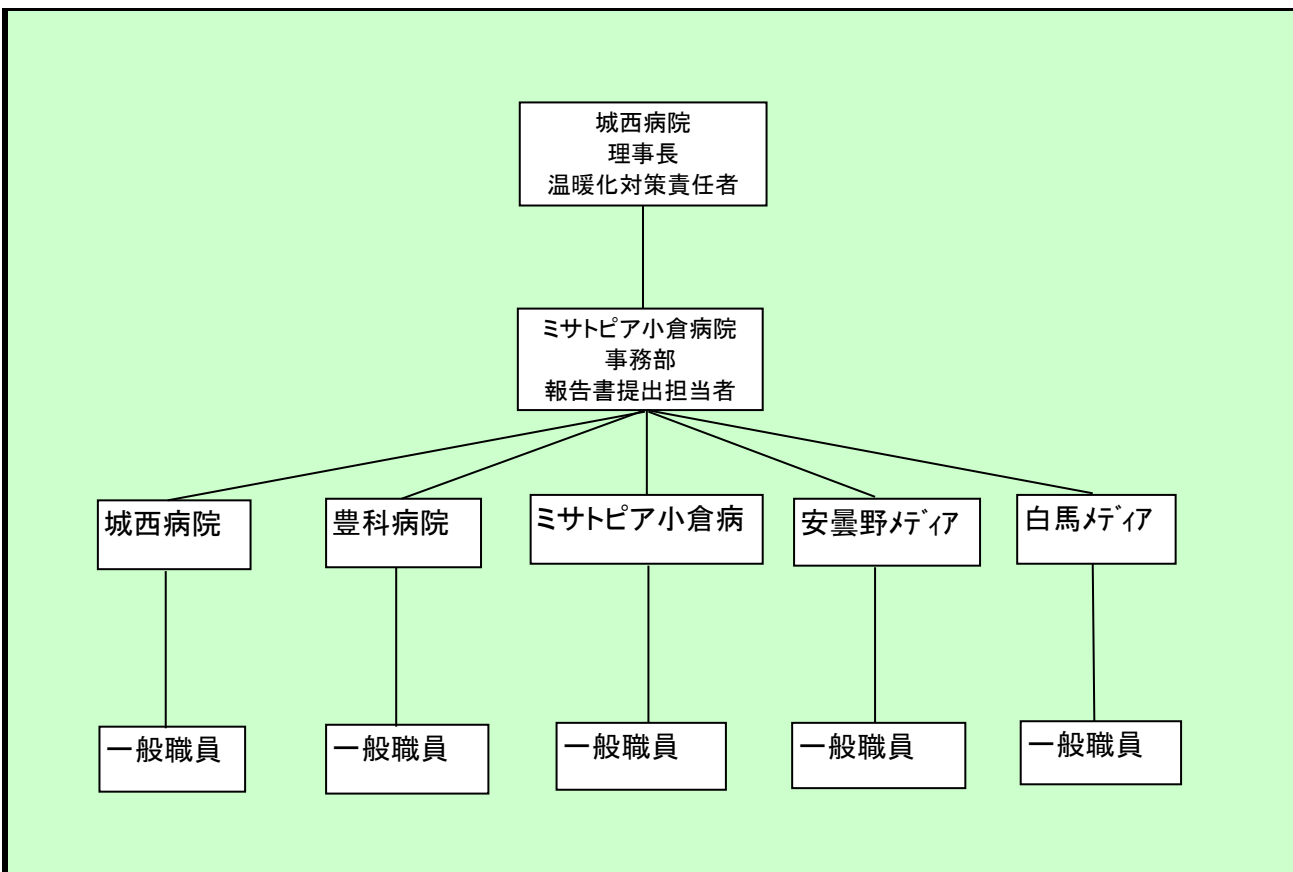 城西病院
理事長
温暖化対策責任者
ミサトピア小倉病院
事務部
報告書提出担当者
城西病院
豊科病院
ミサトピア小倉病
安曇野ﾒﾃﾞｨｱ
白馬ﾒﾃﾞｨｱ
一般職員
一般職員
一般職員
一般職員
一般職員